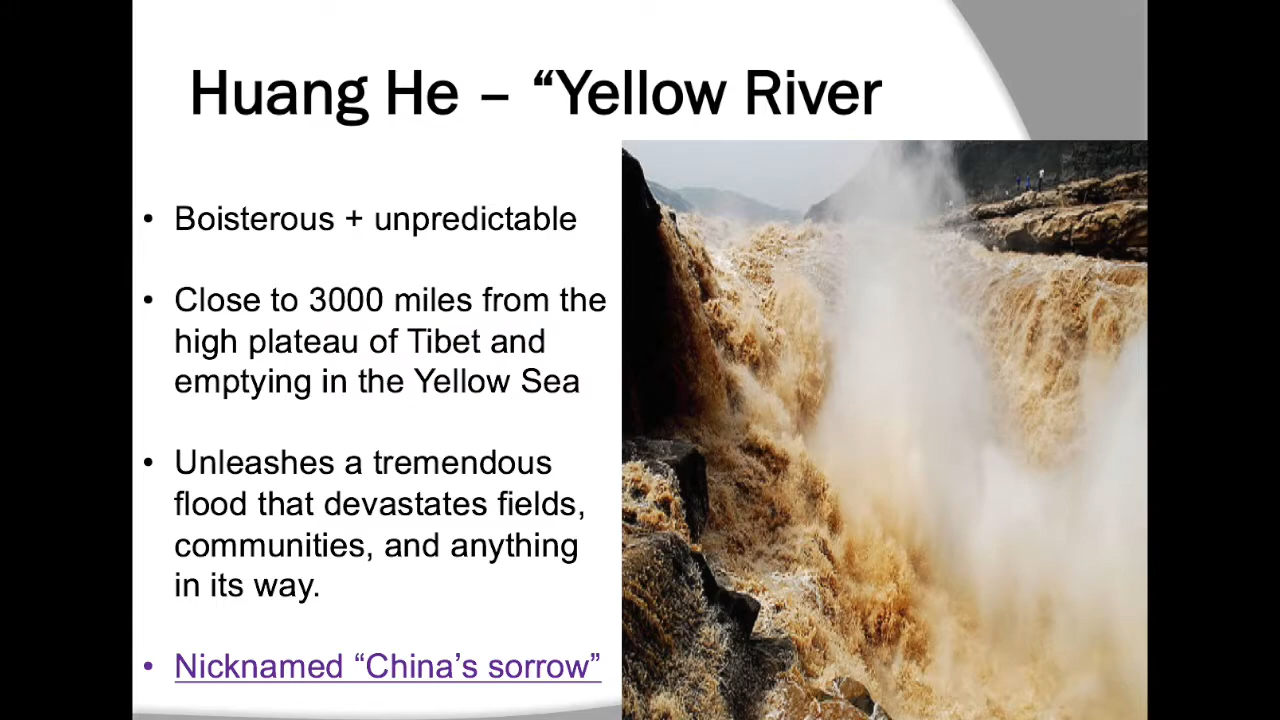 Huang He – “Yellow River
• Boisterous + unpredictable
• Close to 3000 miles from the
high plateau of Tibet and
emptying in the Yellow Sea
• Unleashes a tremendous
flood that devastates fields,
communities, and anything
in its way.
• Nicknamed “China’s sorrow”